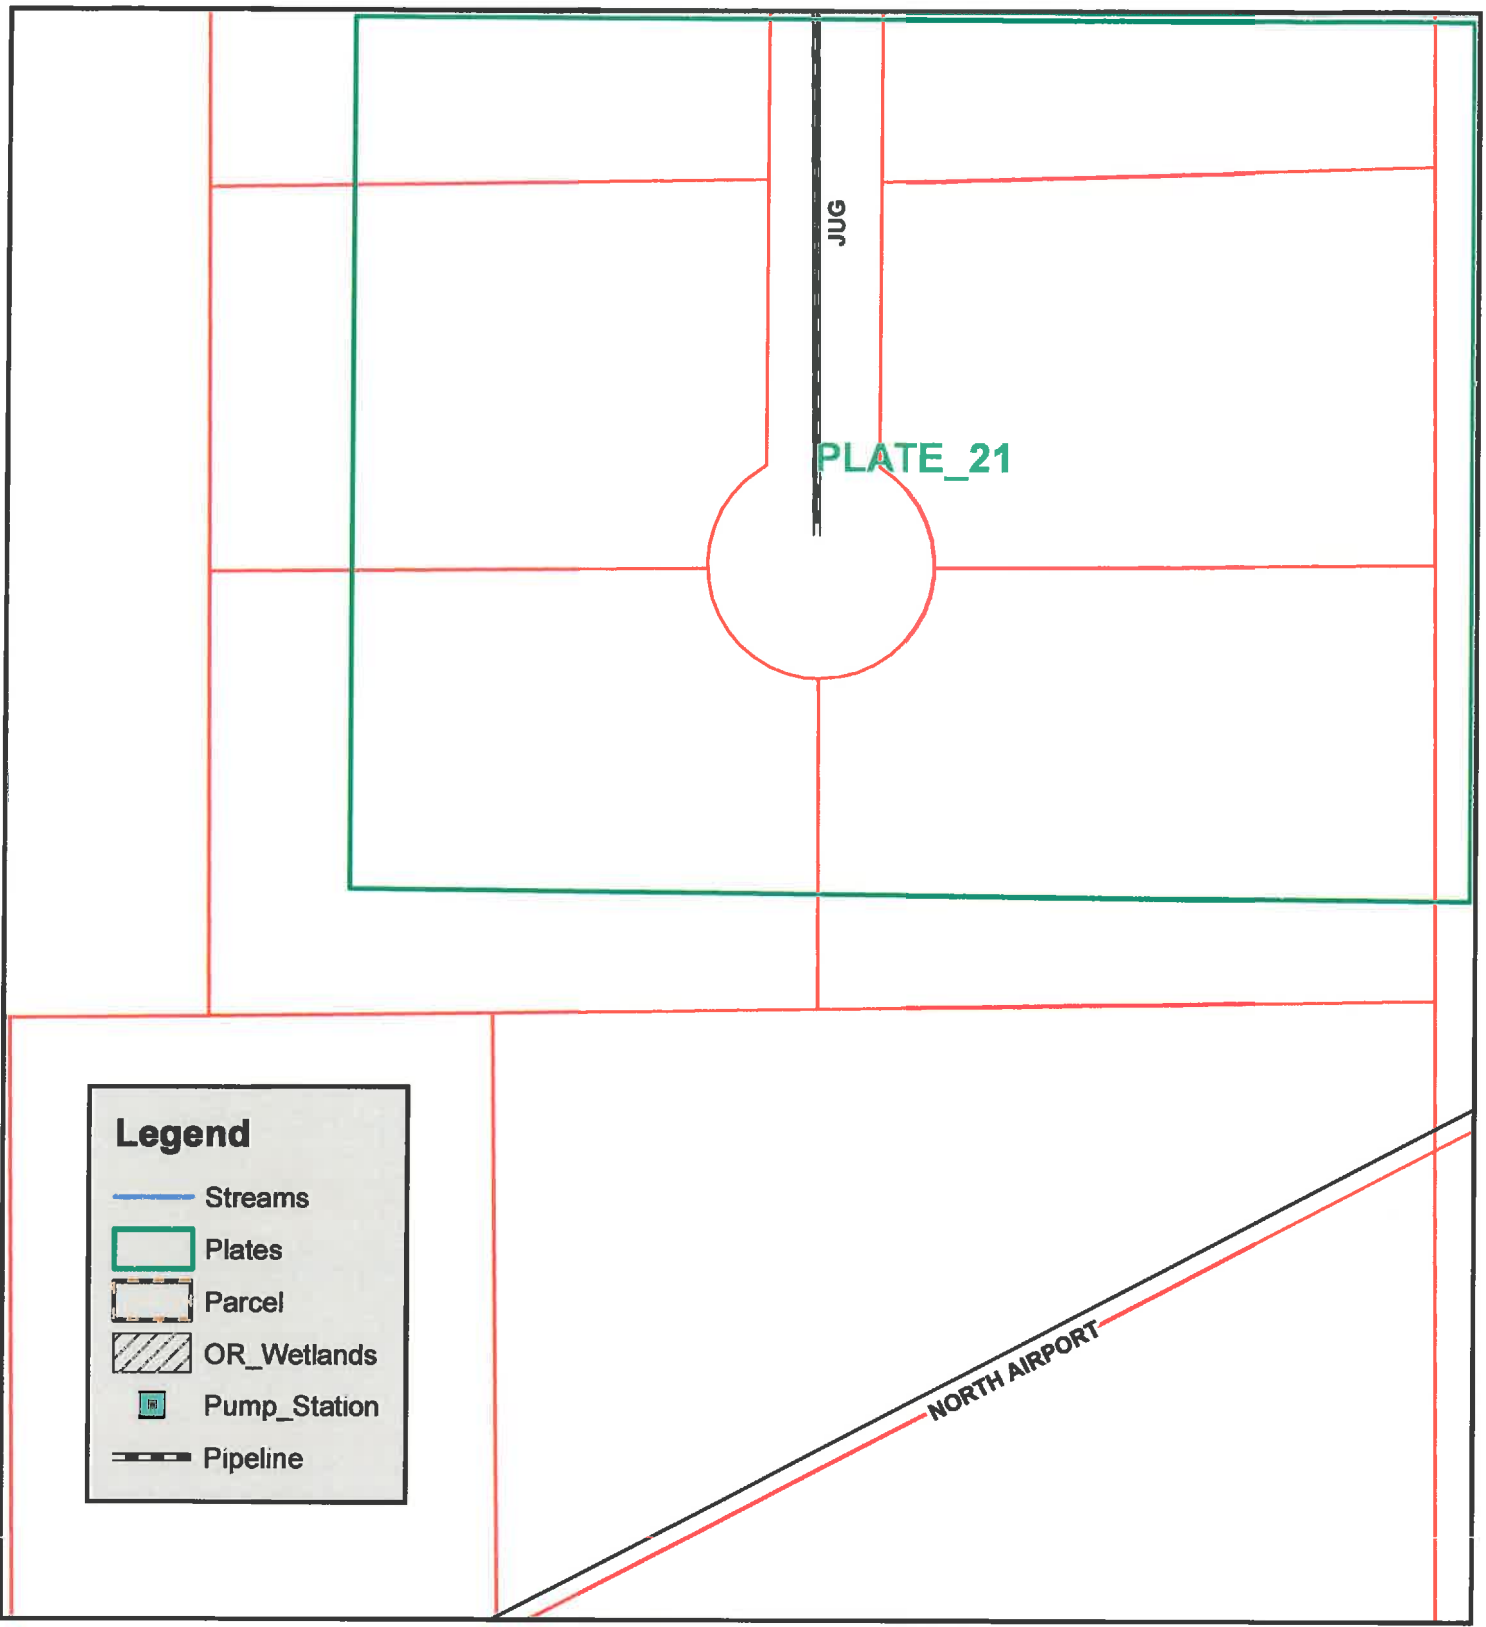 JUG
PLATE_21
Legend
Streams
Plates
Parcel
OR_Wetlands
Pump_Station
Pipeline
NORTH AIRPORT